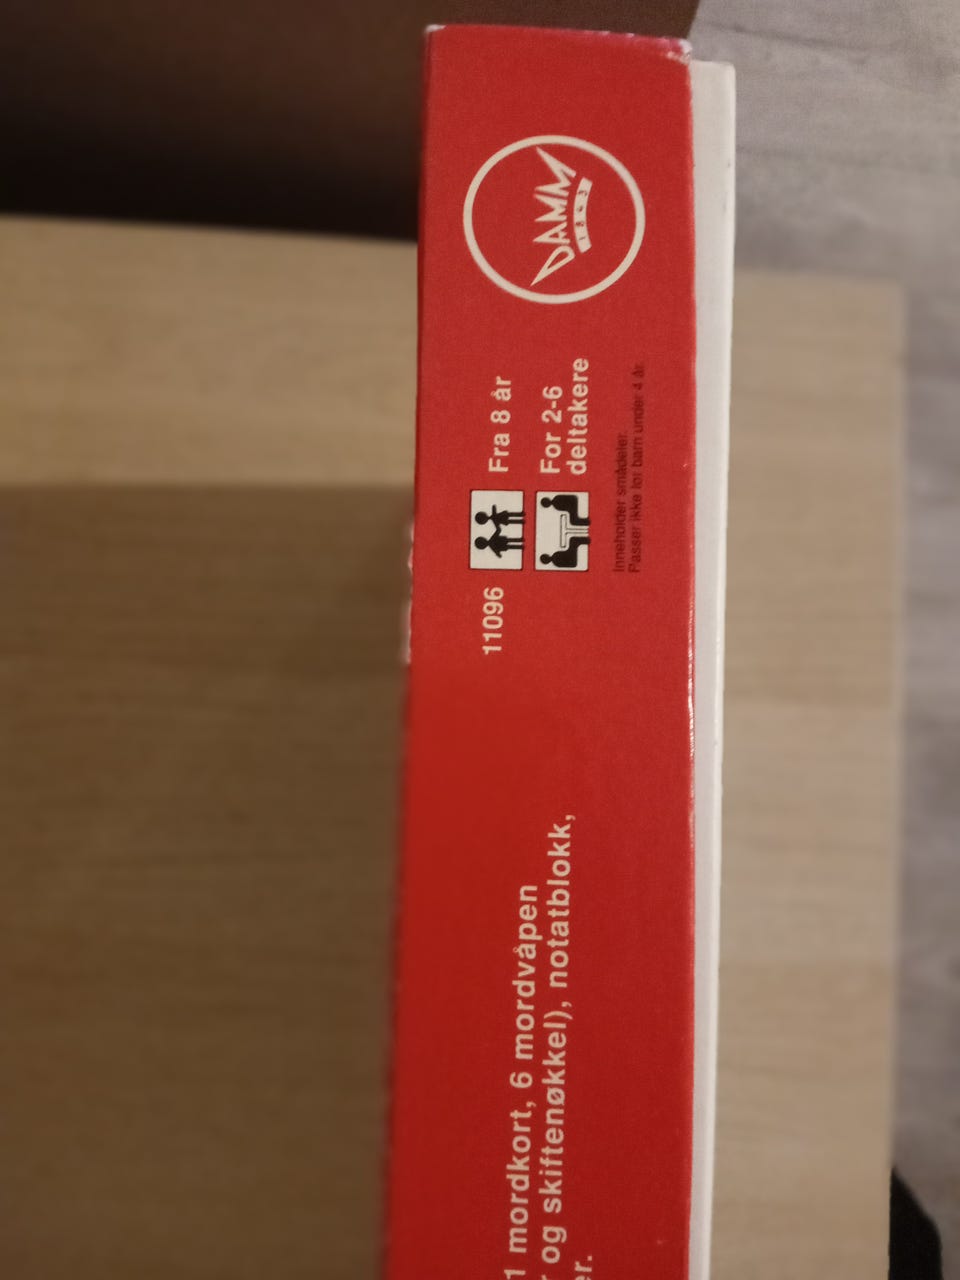 1 mordkort, 6 mordvåpen
og skiftenøkkel), notatblokk,
11096
Fra 8 år
For 2-6
deltakere
Inneholder smådeler.
Passer ikke for barn under 4 år.
DAMM
1843